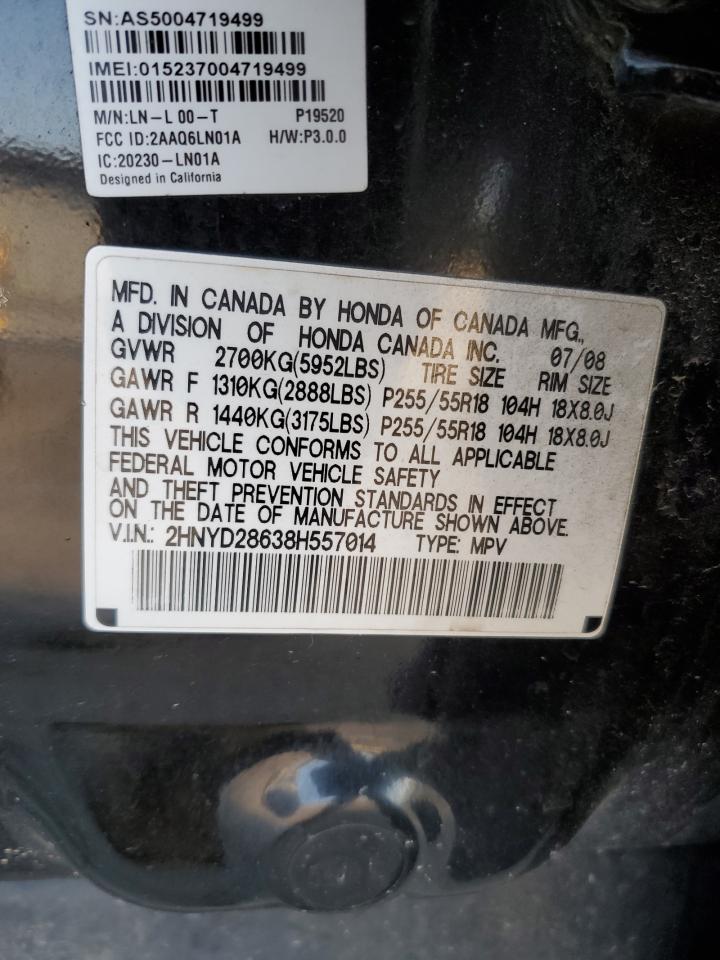 SN:AS5004719499
IMEI:015237004719499
M/N:LN-L 00-T P19520
FCC ID:2AAQ6LN01A H/W:P3.0.0
IC:20230-LN01A
Designed in California
MFD. IN CANADA BY HONDA OF CANADA MFG.,
A DIVISION OF HONDA CANADA INC. 07/08
GVWR 2700KG(5952LBS) TIRE SIZE RIM SIZE
GAWR F 1310KG(2888LBS) P255/55R18 104H 18X8.0J
GAWR R 1440KG(3175LBS) P255/55R18 104H 18X8.0J
THIS VEHICLE CONFORMS TO ALL APPLICABLE
FEDERAL MOTOR VEHICLE SAFETY
AND THEFT PREVENTION STANDARDS IN EFFECT
ON THE DATE OF MANUFACTURE SHOWN ABOVE.
V.I.N.: 2HNYD28638H557014 TYPE: MPV